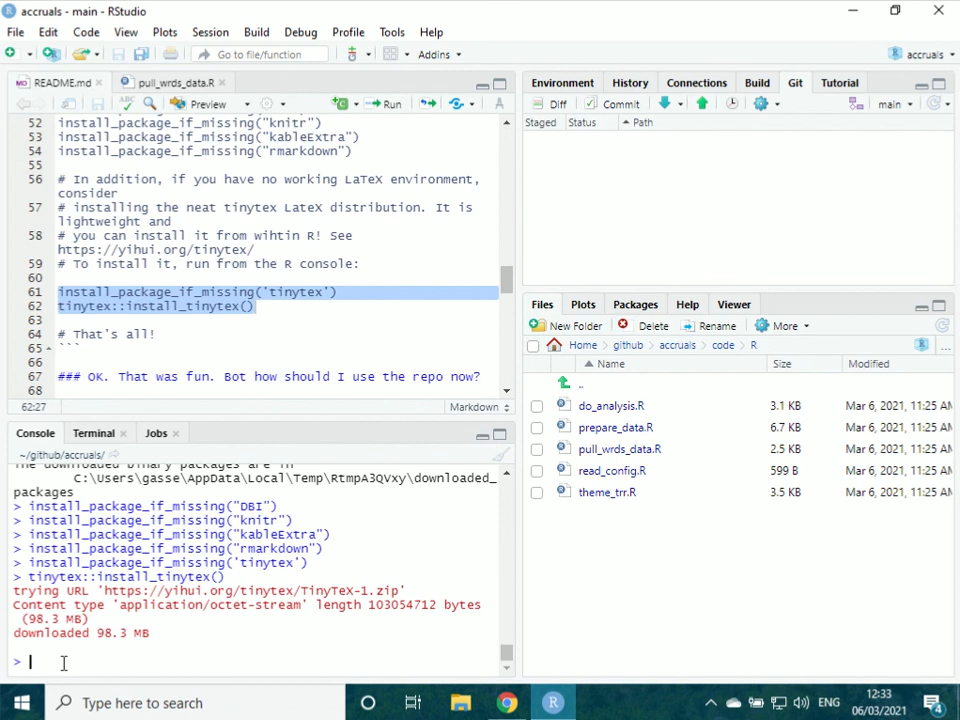 accruals - main - RStudio
File Edit Code View Plots Session Build Debug Profile Tools Help
Go to file/function Addins accruals
README.md pull_wrds_data.R
Preview Run
52 install_package_if_missing("knitr")
53 install_package_if_missing("kableExtra")
54 install_package_if_missing("rmarkdown")
55
56 # In addition, if you have no working LaTeX environment,
consider
57 # installing the neat tinytex LateX distribution. It is
lightweight and
58 # you can install it from wihtin R! See
https://yihui.org/tinytex/
59 # To install it, run from the R console:
60
61 install_package_if_missing('tinytex')
62 tinytex::install_tinytex()
63
64 # That's all!
65 ```
66
67 ### OK. That was fun. Bot how should I use the repo now?
68
62:27 Markdown
Console Terminal Jobs
~/github/accruals/
The downloaded binary packages are in
C:\Users\gasse\AppData\Local\Temp\RtmpA3QVxy\downloaded_
packages
> install_package_if_missing("DBI")
> install_package_if_missing("knitr")
> install_package_if_missing("kableExtra")
> install_package_if_missing("rmarkdown")
> install_package_if_missing('tinytex')
> tinytex::install_tinytex()
trying URL 'https://yihui.org/tinytex/TinyTeX-1.zip'
Content type 'application/octet-stream' length 103054712 bytes
(98.3 MB)
downloaded 98.3 MB
>
Environment History Connections Build Git Tutorial
Diff Commit main
Staged Status Path
Files Plots Packages Help Viewer
New Folder Delete Rename More
Home github accruals code R ...
Name Size Modified
..
do_analysis.R 3.1 KB Mar 6, 2021, 11:25 AM
prepare_data.R 6.7 KB Mar 6, 2021, 11:25 AM
pull_wrds_data.R 2.5 KB Mar 6, 2021, 11:25 AM
read_config.R 599 B Mar 6, 2021, 11:25 AM
theme_trr.R 3.5 KB Mar 6, 2021, 11:25 AM
Type here to search
ENG
12:33
06/03/2021
4